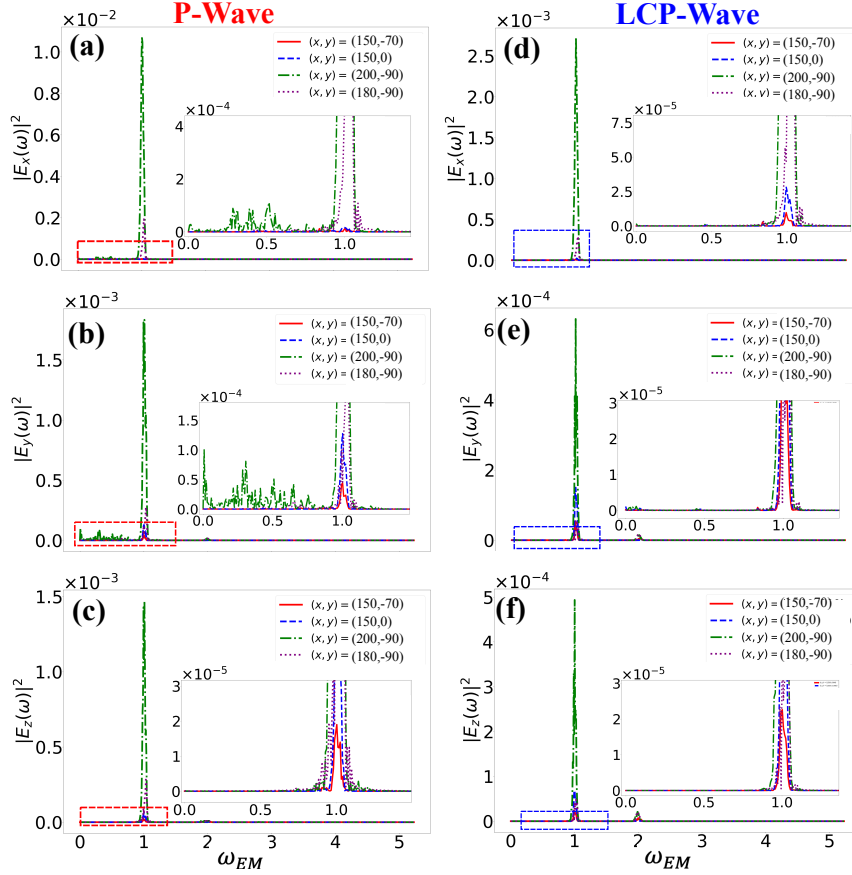 P-Wave
LCP-Wave
×10⁻²
(a)
(x, y) = (150,-70)
(x, y) = (150,0)
(x, y) = (200,-90)
(x, y) = (180,-90)
|Eₓ(ω)|²
1.0
0.8
0.6
0.4
0.2
0.0
×10⁻⁴
4
2
0
0.0
0.5
1.0
×10⁻³
(d)
(x, y) = (150,-70)
(x, y) = (150,0)
(x, y) = (200,-90)
(x, y) = (180,-90)
|Eₓ(ω)|²
2.5
2.0
1.5
1.0
0.5
0.0
×10⁻⁵
7.5
5.0
2.5
0.0
0.0
0.5
1.0
×10⁻³
(b)
(x, y) = (150,-70)
(x, y) = (150,0)
(x, y) = (200,-90)
(x, y) = (180,-90)
|E_y(ω)|²
1.5
1.0
0.5
0.0
×10⁻⁴
1.5
1.0
0.5
0.0
0.0
0.5
1.0
×10⁻⁴
(e)
(x, y) = (150,-70)
(x, y) = (150,0)
(x, y) = (200,-90)
(x, y) = (180,-90)
|E_y(ω)|²
6
4
2
0
×10⁻⁵
3
2
1
0
0.0
0.5
1.0
×10⁻³
(c)
(x, y) = (150,-70)
(x, y) = (150,0)
(x, y) = (200,-90)
(x, y) = (180,-90)
|E_z(ω)|²
1.5
1.0
0.5
0.0
×10⁻⁵
3
2
1
0
0.0
0.5
1.0
0
1
2
3
4
5
ω_EM
×10⁻⁴
(f)
(x, y) = (150,-70)
(x, y) = (150,0)
(x, y) = (200,-90)
(x, y) = (180,-90)
|E_z(ω)|²
5
4
3
2
1
0
×10⁻⁵
3
2
1
0
0.0
0.5
1.0
0
1
2
3
4
5
ω_EM